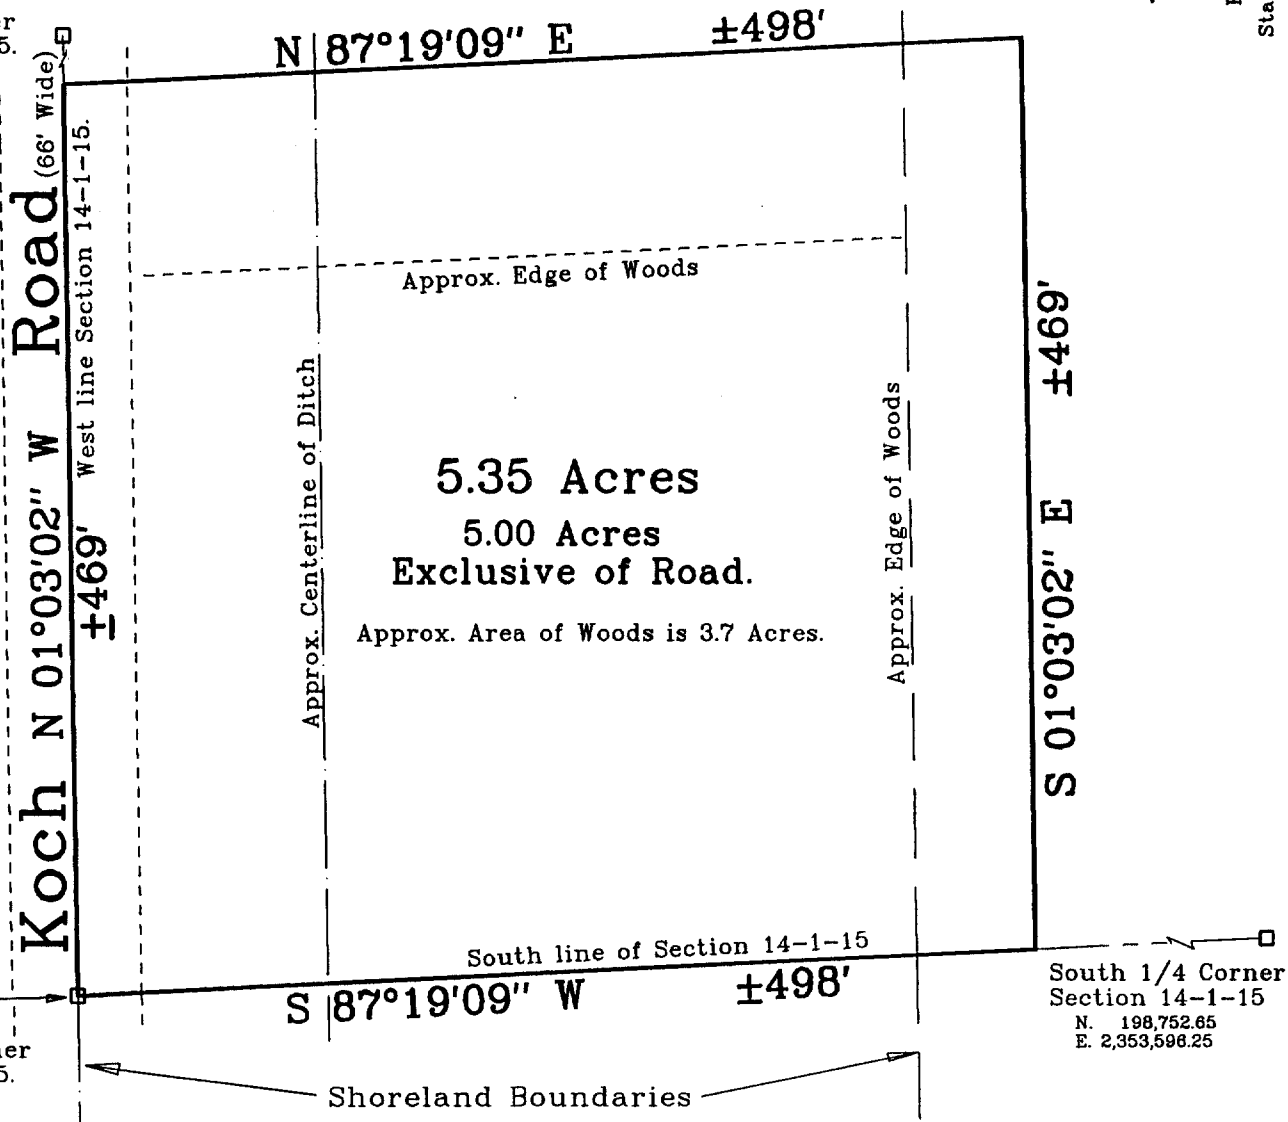 N 87°19'09" E ±498'
Koch Road (66' Wide)
West line Section 14-1-15.
N 01°03'02" W
±469'
Approx. Edge of Woods
Approx. Centerline of Ditch
5.35 Acres
5.00 Acres
Exclusive of Road.
Approx. Area of Woods is 3.7 Acres.
Approx. Edge of Woods
S 01°03'02" E ±469'
South line of Section 14-1-15
S 87°19'09" W ±498'
South 1/4 Corner
Section 14-1-15
N. 198,752.65
E. 2,353,596.25
Shoreland Boundaries